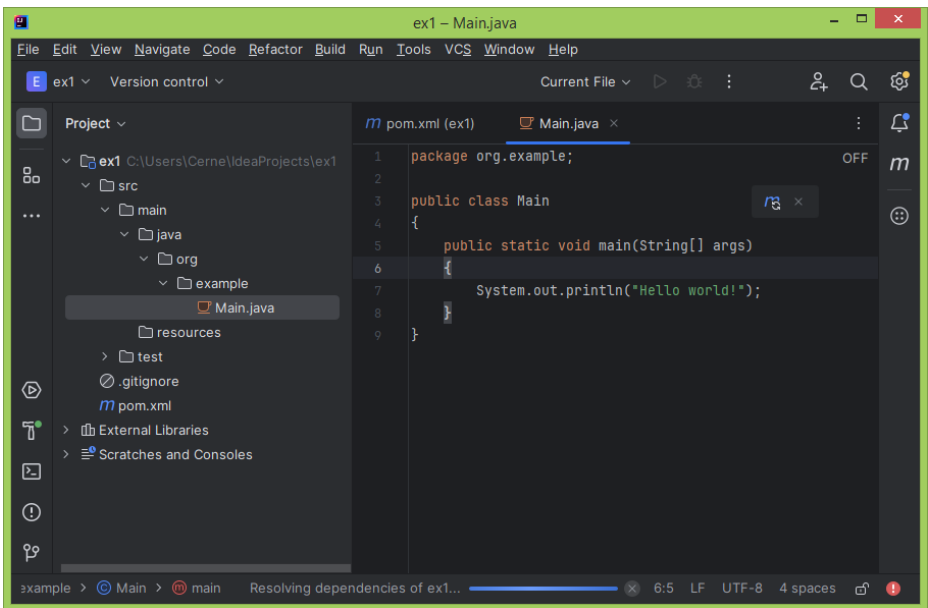 ex1 – Main.java
File Edit View Navigate Code Refactor Build Run Tools VCS Window Help
E ex1 Version control Current File
Project
m pom.xml (ex1) Main.java
ex1 C:\Users\Cerne\IdeaProjects\ex1
src
main
java
org
example
Main.java
resources
test
.gitignore
m pom.xml
External Libraries
Scratches and Consoles
OFF
m
1 package org.example;
2
3 public class Main
4 {
5 public static void main(String[] args)
6 {
7 System.out.println("Hello world!");
8 }
9 }
example > Main > main Resolving dependencies of ex1... 6:5 LF UTF-8 4 spaces